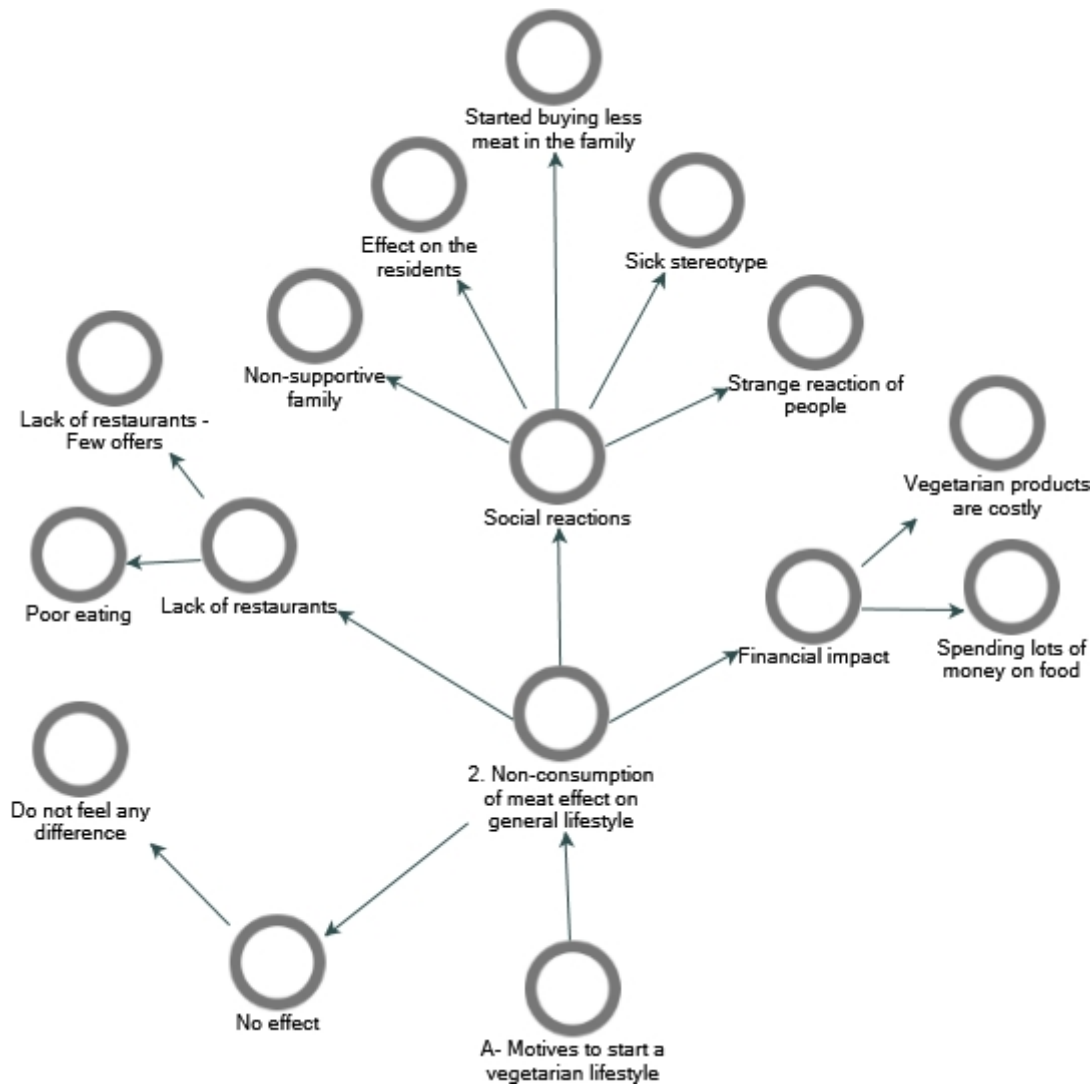 Started buying less
meat in the family
Effect on the
residents
Sick stereotype
Non-supportive
family
Strange reaction of
people
Lack of restaurants -
Few offers
Vegetarian products
are costly
Social reactions
Poor eating
Lack of restaurants
Financial impact
Spending lots of
money on food
2. Non-consumption
of meat effect on
general lifestyle
Do not feel any
difference
No effect
A- Motives to start a
vegetarian lifestyle